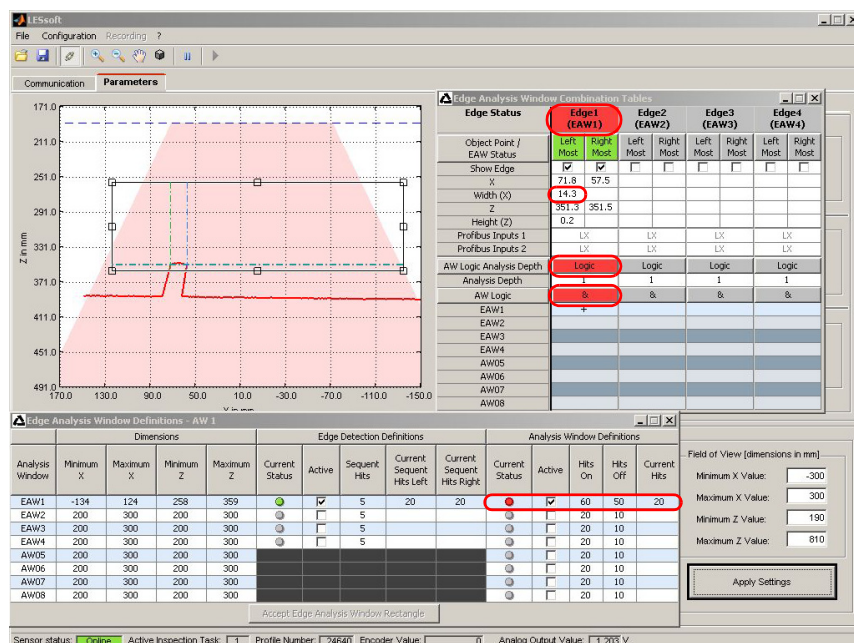 LESsoft
File Configuration Recording ?
Communication Parameters
171.0
211.0
251.0
291.0
331.0
371.0
411.0
451.0
491.0
Z in mm
170.0 130.0 90.0 50.0 10.0 -30.0 -70.0 -110.0 -150.0
Edge Analysis Window Combination Tables
Edge Status Edge1 (EAW1) Edge2 (EAW2) Edge3 (EAW3) Edge4 (EAW4)
Object Point / EAW Status Left Most Right Most Left Most Right Most Left Most Right Most Left Most Right Most
Show Edge
X 71.8 57.5
Width (X) 14.3
Z 351.3 351.5
Height (Z) 0.2
Profibus Inputs 1 LX LX LX LX
Profibus Inputs 2 LX LX LX LX
AW Logic Analysis Depth Logic Logic Logic Logic
Analysis Depth 1 1 1 1
AW Logic & & & &
EAW1 +
EAW2
EAW3
EAW4
AW05
AW06
AW07
AW08
Edge Analysis Window Definitions - AW 1
Dimensions Edge Detection Definitions Analysis Window Definitions
Analysis Window Minimum X Maximum X Minimum Z Maximum Z Current Status Active Sequent Hits Current Sequent Hits Left Current Sequent Hits Right Current Status Active Hits On Hits Off Current Hits
EAW1 -134 124 258 359 5 20 20 60 50 20
EAW2 200 300 200 300 5 20 10
EAW3 200 300 200 300 5 20 10
EAW4 200 300 200 300 5 20 10
AW05 200 300 200 300 20 10
AW06 200 300 200 300 20 10
AW07 200 300 200 300 20 10
AW08 200 300 200 300 20 10
Accept Edge Analysis Window Rectangle
Field of View [dimensions in mm]
Minimum X Value: -300
Maximum X Value: 300
Minimum Z Value: 190
Maximum Z Value: 810
Apply Settings
Sensor status: Online Active Inspection Task: 1 Profile Number: 24640 Encoder Value: 0 Analog Output Value: 1.203 V